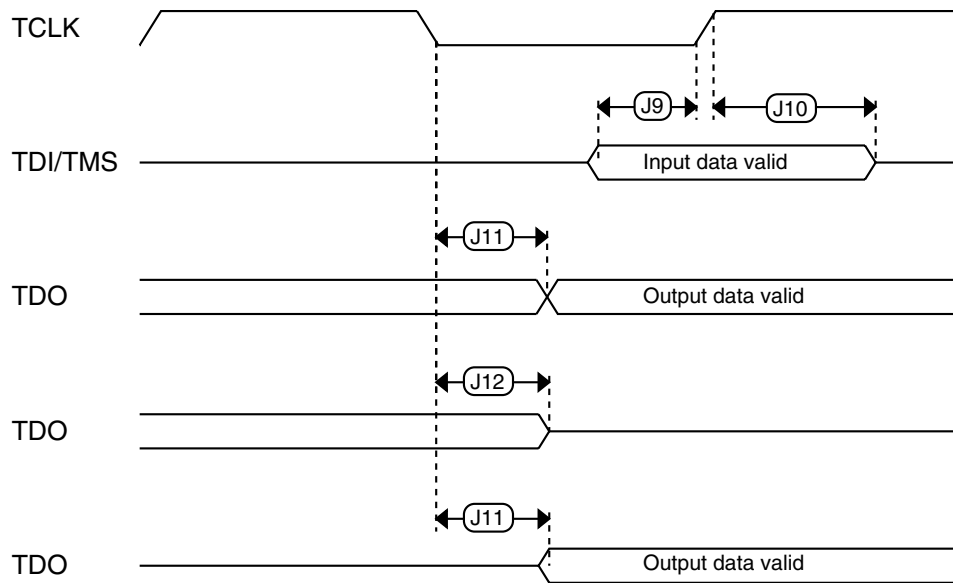 TCLK
J9
J10
TDI/TMS
Input data valid
J11
TDO
Output data valid
J12
TDO
J11
TDO
Output data valid